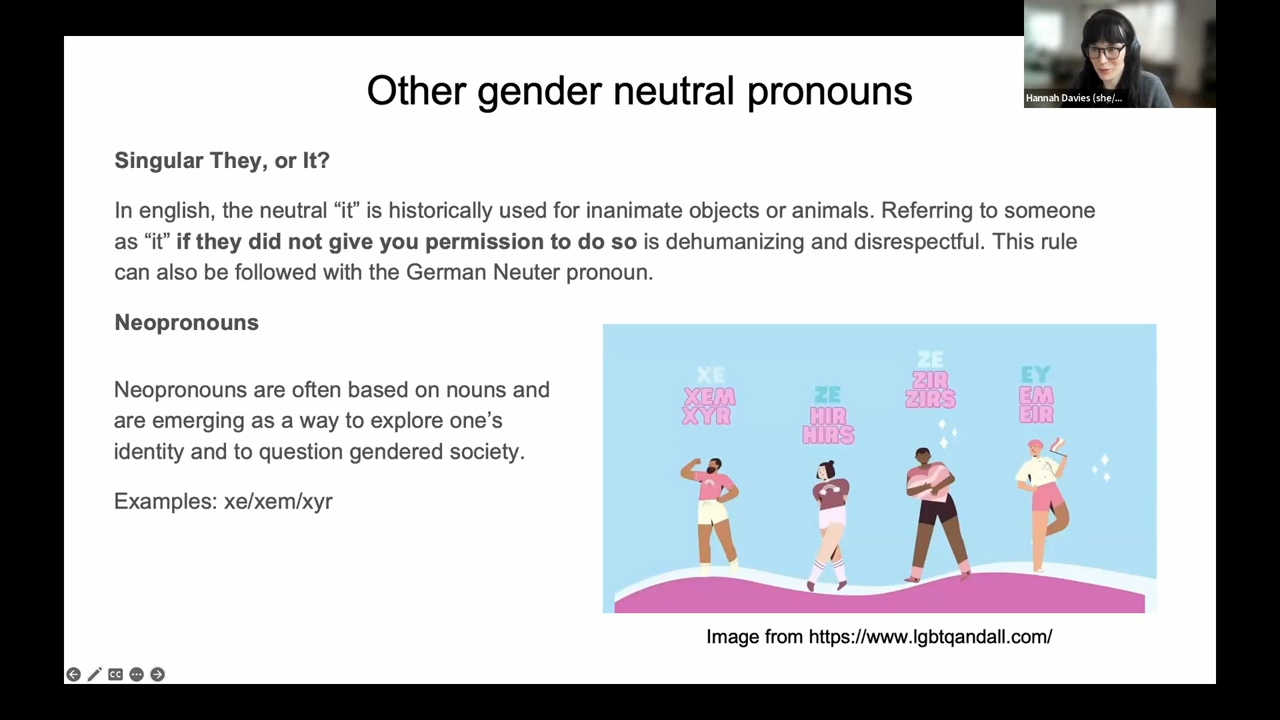 Other gender neutral pronouns
Hannah Davies (she/...
Singular They, or It?
In english, the neutral “it” is historically used for inanimate objects or animals. Referring to someone
as “it” if they did not give you permission to do so is dehumanizing and disrespectful. This rule
can also be followed with the German Neuter pronoun.
Neopronouns
Neopronouns are often based on nouns and
are emerging as a way to explore one’s
identity and to question gendered society.
Examples: xe/xem/xyr
XE
XEM
XYR
ZE
HIR
HIRS
ZE
ZIR
ZIRS
EY
EM
EIR
Image from https://www.lgbtqandall.com/
CC